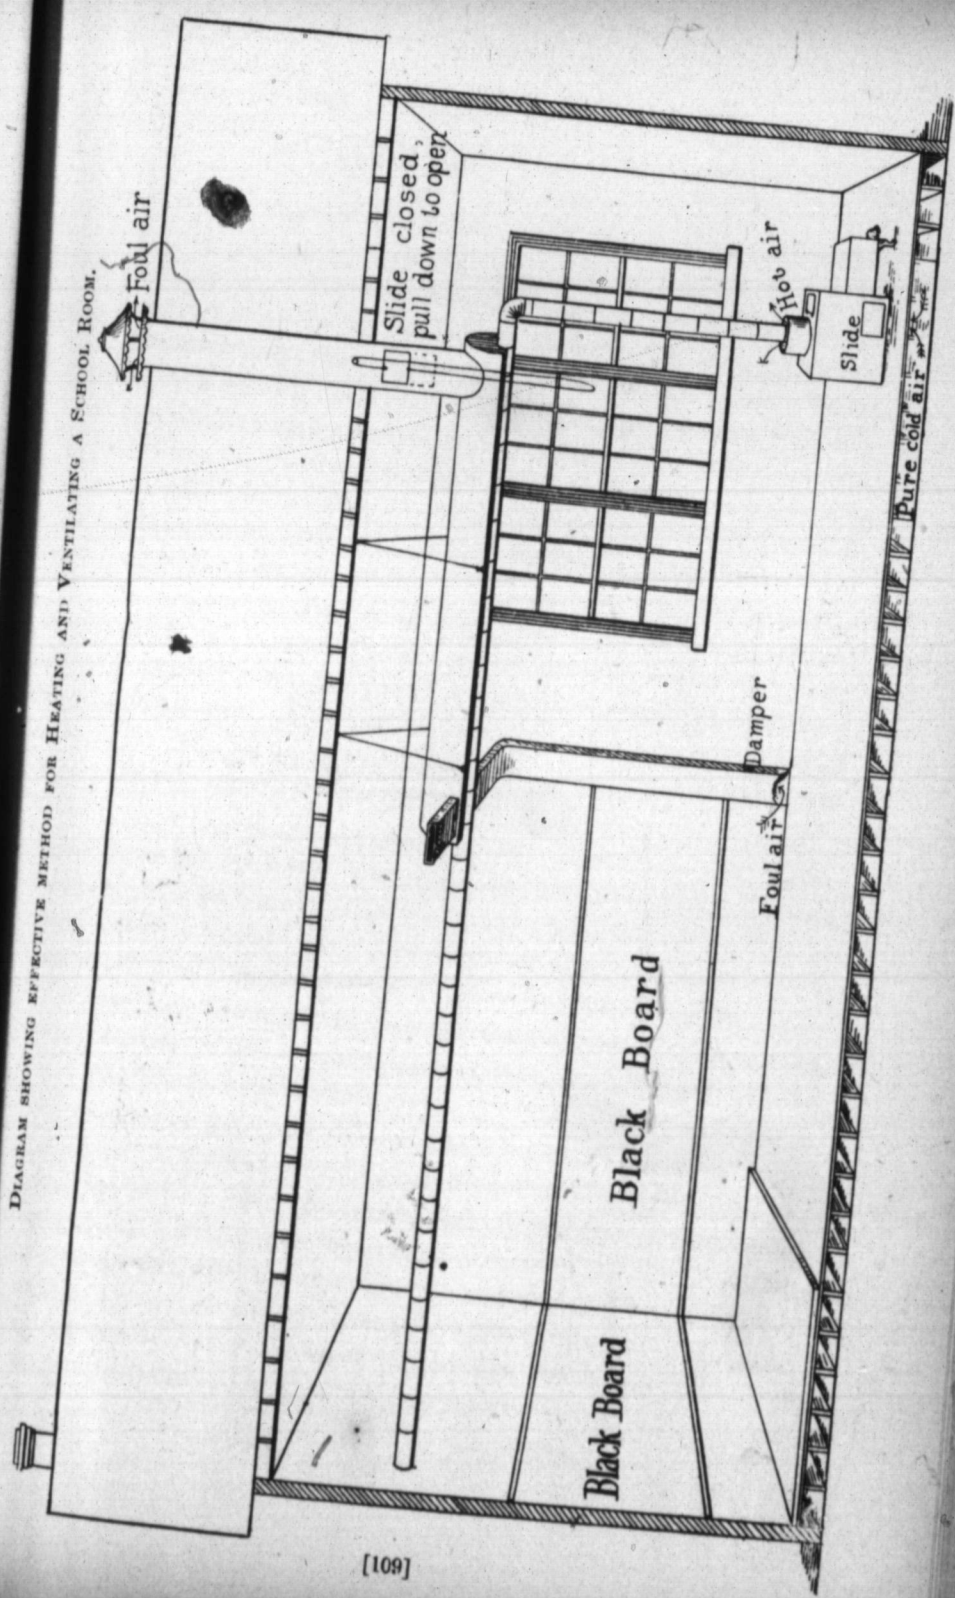 DIAGRAM SHOWING EFFECTIVE METHOD FOR HEATING AND VENTILATING A SCHOOL ROOM.
Foul air
Slide closed,
pull down to open
Hot air
Slide
Pure cold air
Damper
Foul air
Black Board
Black Board
[109]